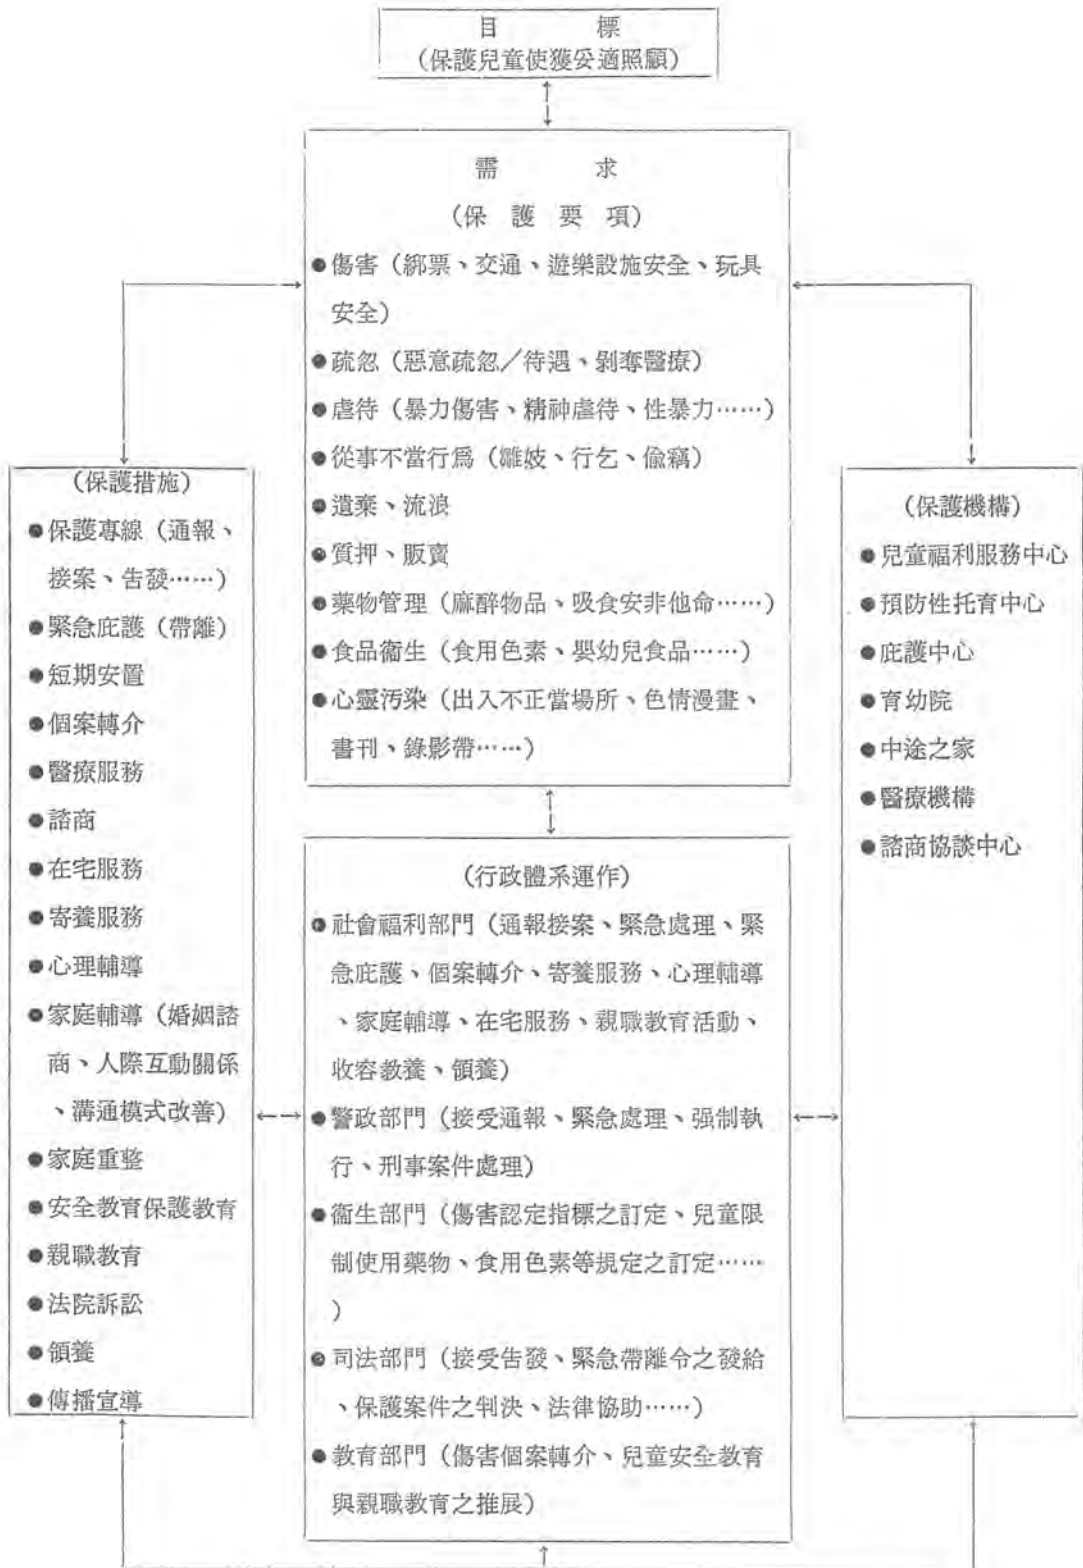 目標
(保護兒童使獲妥適照顧)
需求
(保護要項)
●傷害(綁票、交通、遊樂設施安全、玩具
安全)
●疏忽(惡意疏忽／待遇、剝奪醫療)
●虐待(暴力傷害、精神虐待、性暴力……)
●從事不當行爲(雛妓、行乞、偸竊)
●遺棄、流浪
●質押、販賣
●藥物管理(麻醉物品、吸食安非他命……)
●食品衞生(食用色素、嬰幼兒食品……)
●心靈汚染(出入不正當場所、色情漫畫、
書刊、錄影帶……)
(保護措施)
●保護專線(通報、
接案、告發……)
●緊急庇護(帶離)
●短期安置
●個案轉介
●醫療服務
●諮商
●在宅服務
●寄養服務
●心理輔導
●家庭輔導(婚姻諮
商、人際互動關係
、溝通模式改善)
●家庭重整
●安全教育保護教育
●親職教育
●法院訴訟
●領養
●傳播宣導
(行政體系運作)
●社會福利部門(通報接案、緊急處理、緊
急庇護、個案轉介、寄養服務、心理輔導
、家庭輔導、在宅服務、親職教育活動、
收容教養、領養)
●警政部門(接受通報、緊急處理、强制執
行、刑事案件處理)
●衞生部門(傷害認定指標之訂定、兒童限
制使用藥物、食用色素等規定之訂定……
)
●司法部門(接受告發、緊急帶離令之發給
、保護案件之判決、法律協助……)
●教育部門(傷害個案轉介、兒童安全教育
與親職教育之推展)
(保護機構)
●兒童福利服務中心
●預防性托育中心
●庇護中心
●育幼院
●中途之家
●醫療機構
●諮商協談中心